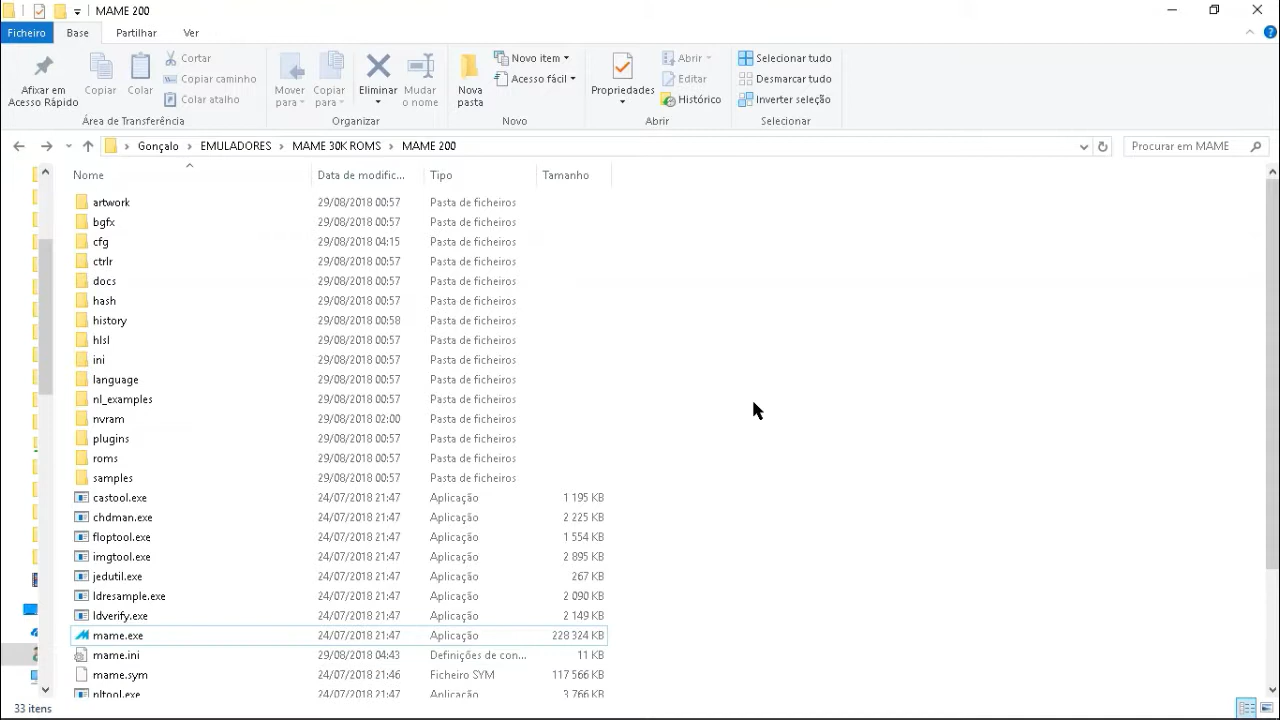 MAME 200
Ficheiro Base Partilhar Ver
Afixar em Acesso Rápido
Copiar
Colar
Cortar
Copiar caminho
Colar atalho
Mover para
Copiar para
Eliminar
Mudar o nome
Nova pasta
Novo item
Acesso fácil
Propriedades
Abrir
Editar
Histórico
Selecionar tudo
Desmarcar tudo
Inverter seleção
Área de Transferência Organizar Novo Abrir Selecionar
Gonçalo > EMULADORES > MAME 30K ROMS > MAME 200
Procurar em MAME
Nome Data de modific... Tipo Tamanho
artwork 29/08/2018 00:57 Pasta de ficheiros
bgfx 29/08/2018 00:57 Pasta de ficheiros
cfg 29/08/2018 04:15 Pasta de ficheiros
ctrlr 29/08/2018 00:57 Pasta de ficheiros
docs 29/08/2018 00:57 Pasta de ficheiros
hash 29/08/2018 00:57 Pasta de ficheiros
history 29/08/2018 00:58 Pasta de ficheiros
hlsl 29/08/2018 00:57 Pasta de ficheiros
ini 29/08/2018 00:57 Pasta de ficheiros
language 29/08/2018 00:57 Pasta de ficheiros
nl_examples 29/08/2018 00:57 Pasta de ficheiros
nvram 29/08/2018 02:00 Pasta de ficheiros
plugins 29/08/2018 00:57 Pasta de ficheiros
roms 29/08/2018 00:57 Pasta de ficheiros
samples 29/08/2018 00:57 Pasta de ficheiros
castool.exe 24/07/2018 21:47 Aplicação 1 195 KB
chdman.exe 24/07/2018 21:47 Aplicação 2 225 KB
floptool.exe 24/07/2018 21:47 Aplicação 1 554 KB
imgtool.exe 24/07/2018 21:47 Aplicação 2 895 KB
jedutil.exe 24/07/2018 21:47 Aplicação 267 KB
ldresample.exe 24/07/2018 21:47 Aplicação 2 090 KB
ldverify.exe 24/07/2018 21:47 Aplicação 2 149 KB
mame.exe 24/07/2018 21:47 Aplicação 228 324 KB
mame.ini 29/08/2018 04:43 Definições de con... 11 KB
mame.sym 24/07/2018 21:46 Ficheiro SYM 117 566 KB
nltool.exe 24/07/2018 21:47 Aplicação 3 766 KB
33 itens